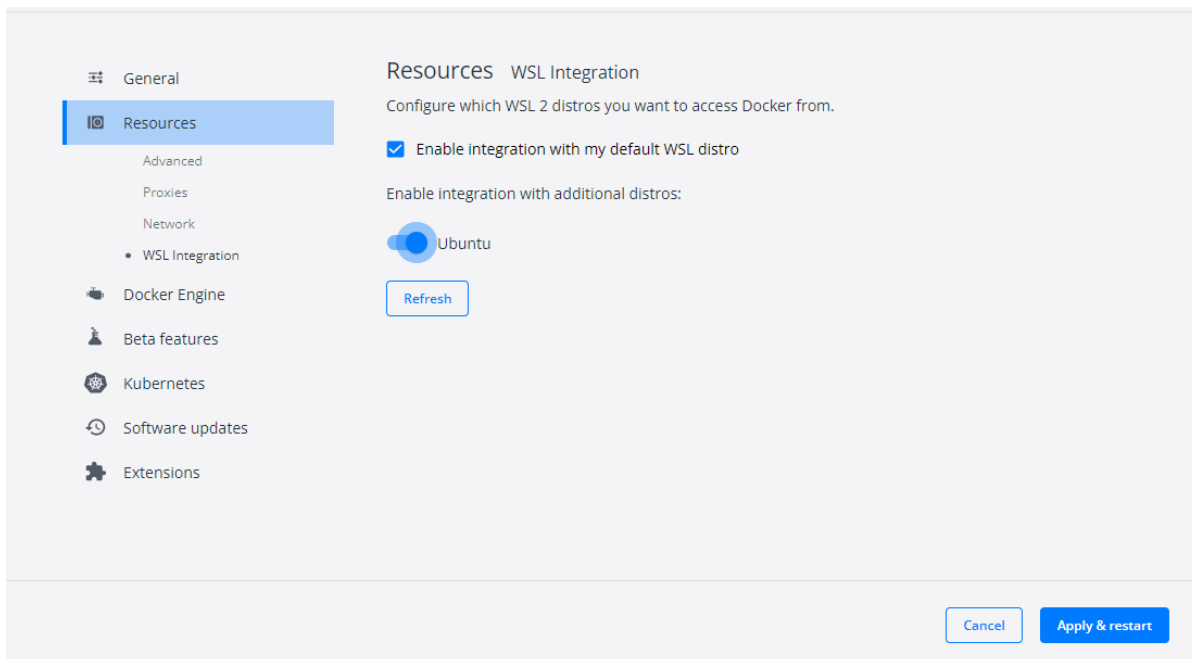 General
Resources
Advanced
Proxies
Network
WSL Integration
Docker Engine
Beta features
Kubernetes
Software updates
Extensions
Resources WSL Integration
Configure which WSL 2 distros you want to access Docker from.
Enable integration with my default WSL distro
Enable integration with additional distros:
Ubuntu
Refresh
Cancel
Apply & restart